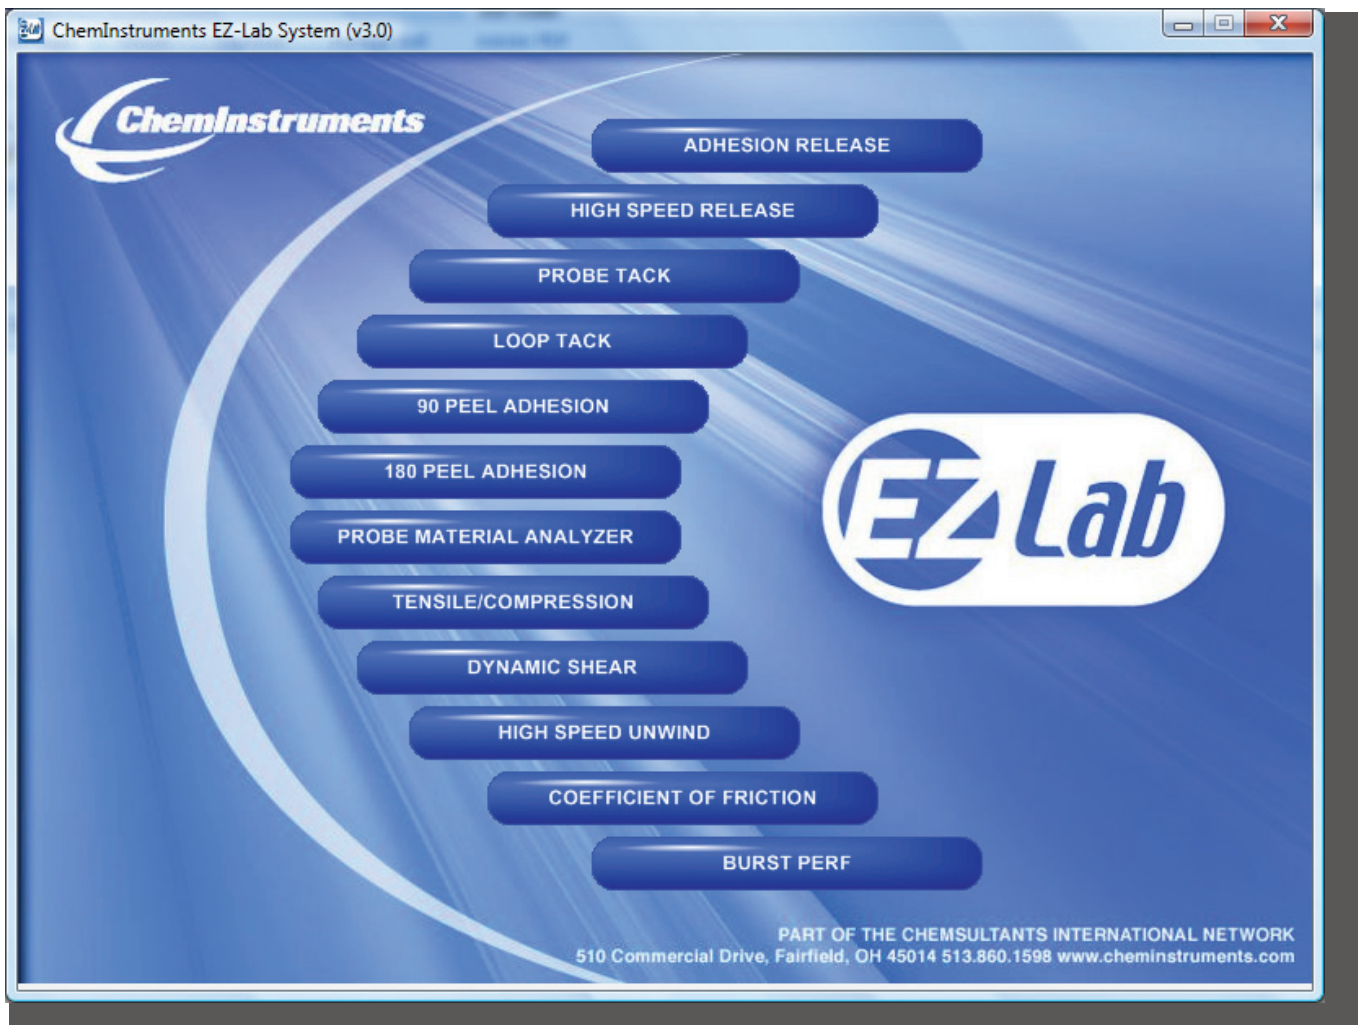 ChemInstruments EZ-Lab System (v3.0)
ChemInstruments
ADHESION RELEASE
HIGH SPEED RELEASE
PROBE TACK
LOOP TACK
90 PEEL ADHESION
180 PEEL ADHESION
PROBE MATERIAL ANALYZER
TENSILE/COMPRESSION
DYNAMIC SHEAR
HIGH SPEED UNWIND
COEFFICIENT OF FRICTION
BURST PERF
EZ Lab
PART OF THE CHEMSULTANTS INTERNATIONAL NETWORK
510 Commercial Drive, Fairfield, OH 45014 513.860.1598 www.cheminstruments.com